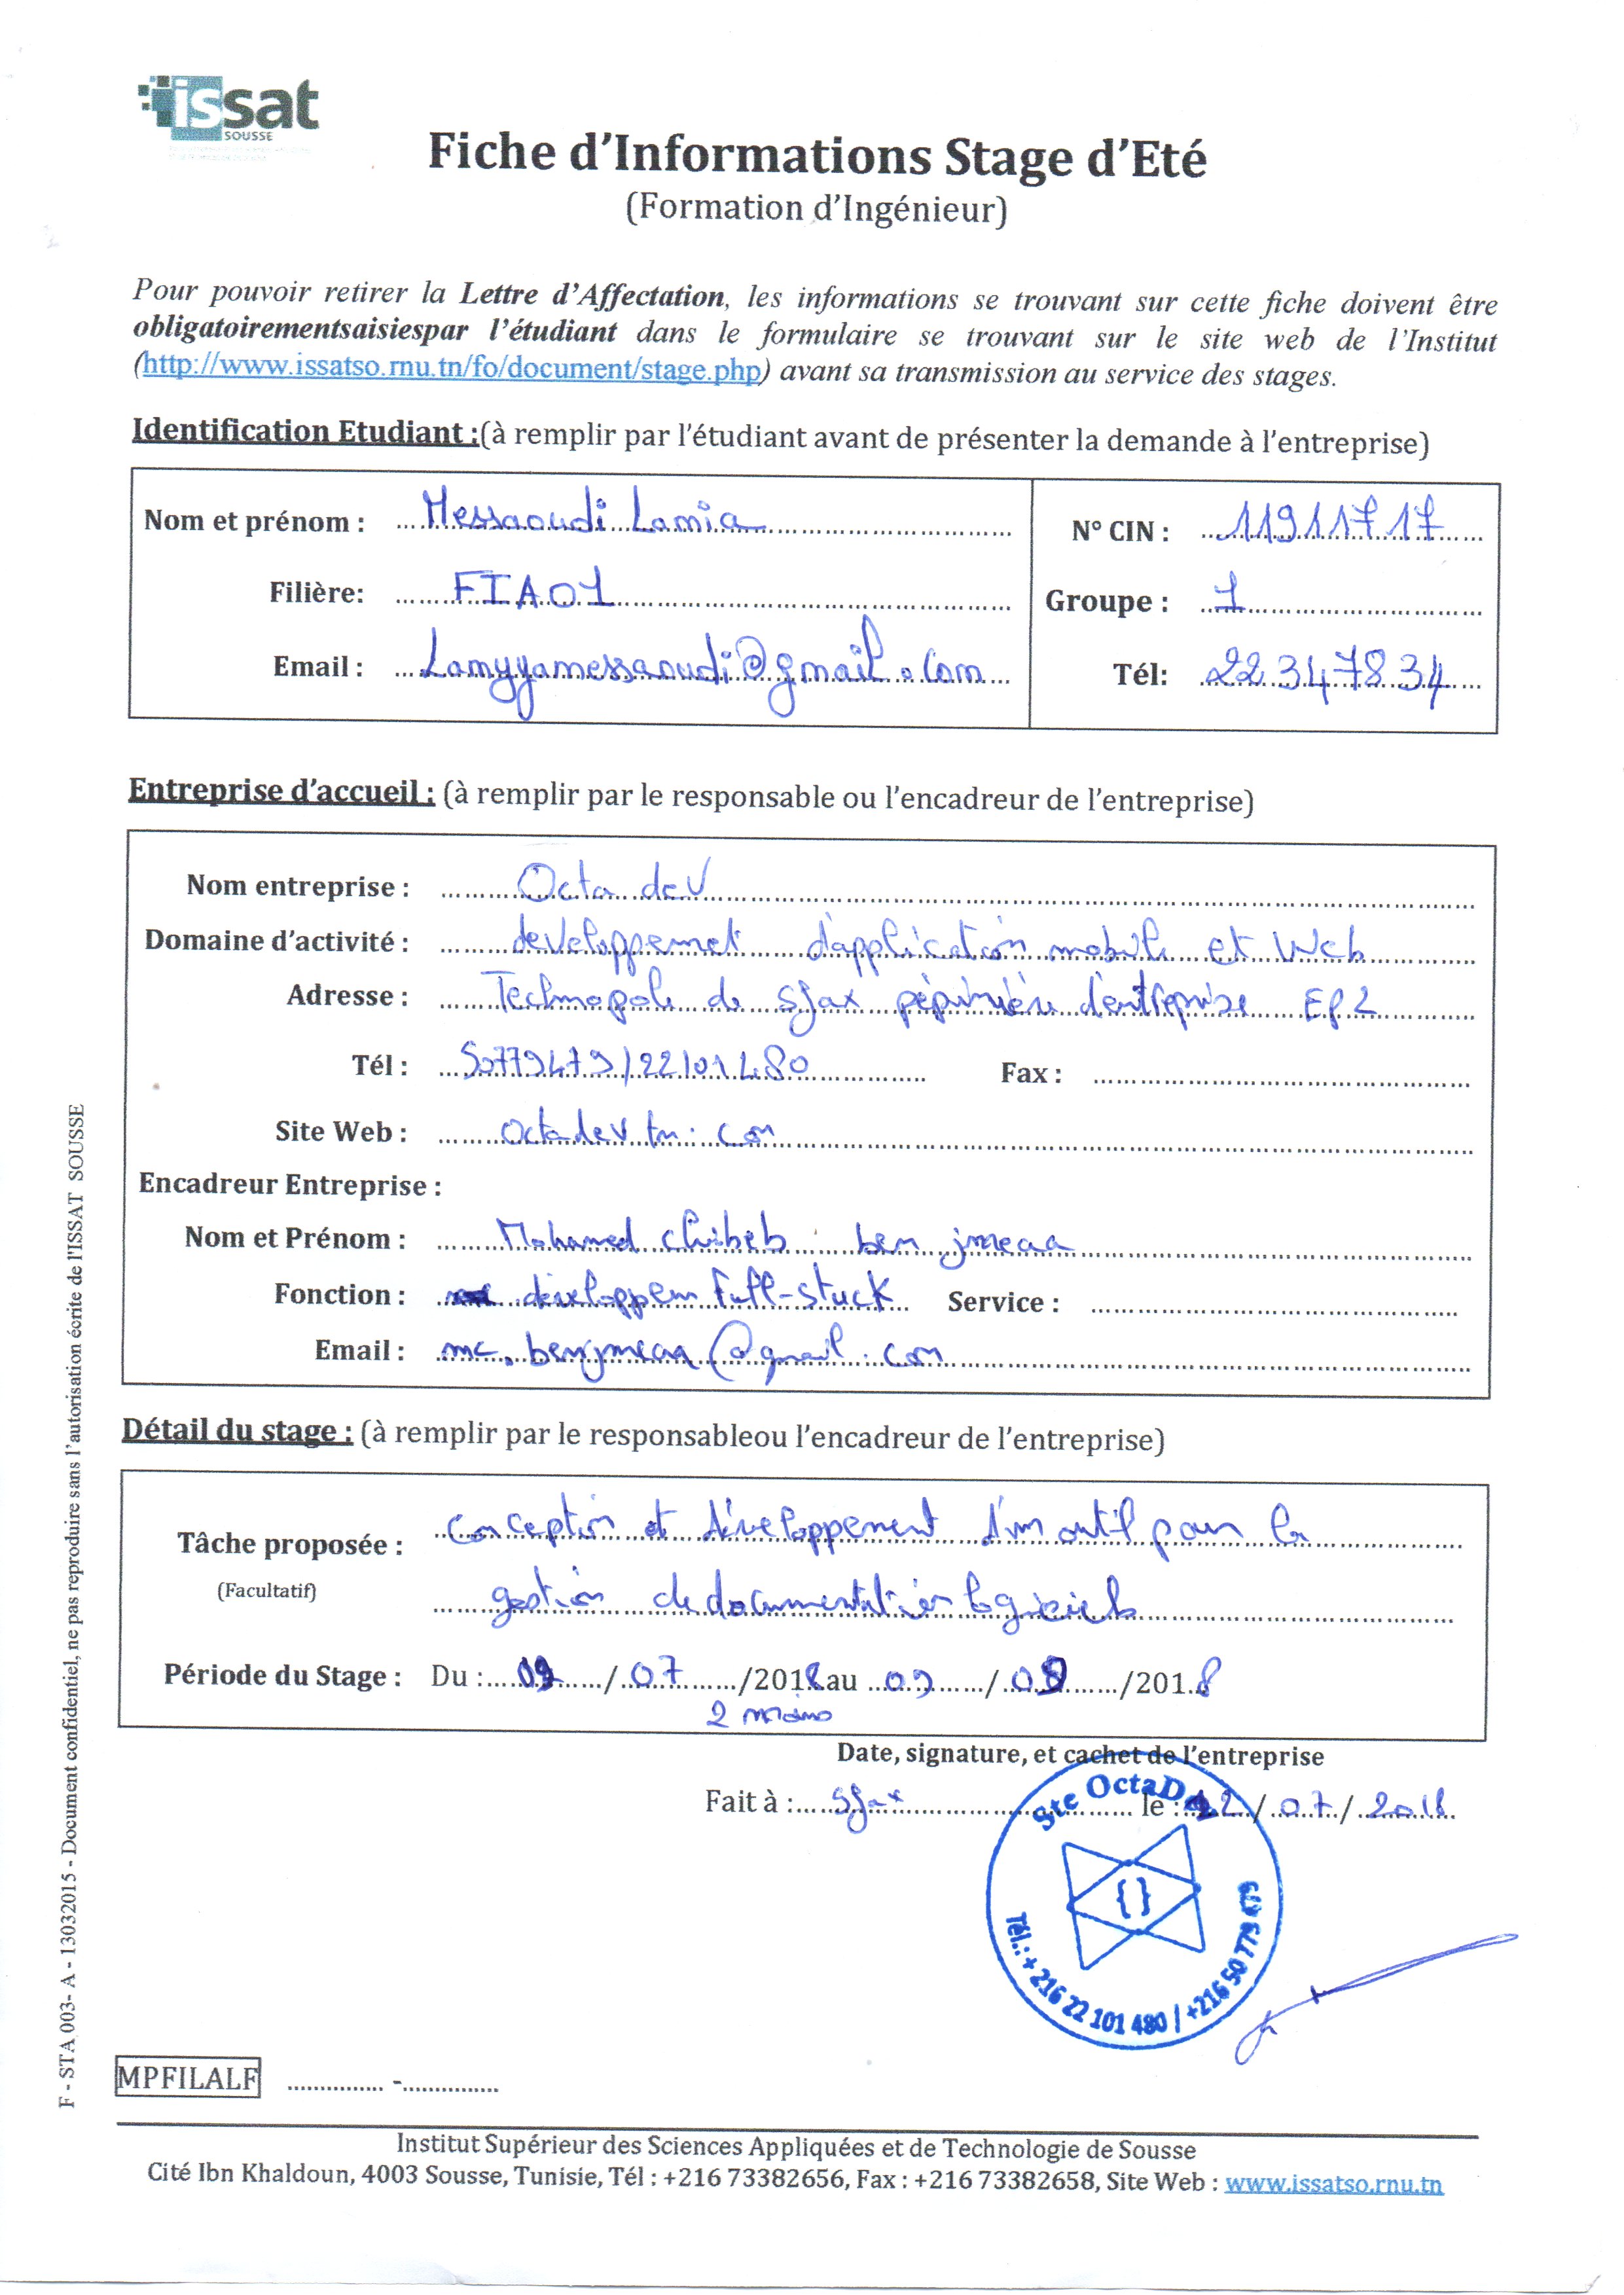 issat
SOUSSE
Fiche d'Informations Stage d'Eté
(Formation d'Ingénieur)
Pour pouvoir retirer la Lettre d'Affectation, les informations se trouvant sur cette fiche doivent être
obligatoirementsaisiespar l'étudiant dans le formulaire se trouvant sur le site web de l'Institut
(http://www.issatso.rnu.tn/fo/document/stage.php) avant sa transmission au service des stages.
Identification Etudiant :(à remplir par l'étudiant avant de présenter la demande à l'entreprise)
Nom et prénom : Messaoudi Lamia N° CIN : 11911717
Filière: FIA01 Groupe : 1
Email : Lamyyamessaoudi@gmail.com Tél: 22347834
Entreprise d'accueil : (à remplir par le responsable ou l'encadreur de l'entreprise)
Nom entreprise : Octa deV
Domaine d'activité : developpemet d'application mobile et Web
Adresse : Technopole de sfax pépinière d'entreprise EP2
Tél : 50779479/22101480 Fax :
Site Web : octadevtn.com
Encadreur Entreprise :
Nom et Prénom : Mohamed chibeb ben jmeaa
Fonction : développem Full-stuck Service :
Email : mc.benjmeaa@gmail.com
Détail du stage : (à remplir par le responsableou l'encadreur de l'entreprise)
Tâche proposée : Conception et développement d'un outil pour la
(Facultatif) gestion de documentation logiciels
Période du Stage : Du : 09/07/2018 au 09/09/2018
2 mois
Date, signature, et cachet de l'entreprise
Fait à : sfax le : 12/07/2018
Ste OctaDev
{ }
Tél.: + 216 22 101 480 / +216 50 779 479
MPFILALF -
Institut Supérieur des Sciences Appliquées et de Technologie de Sousse
Cité Ibn Khaldoun, 4003 Sousse, Tunisie, Tél : +216 73382656, Fax : +216 73382658, Site Web : www.issatso.rnu.tn
F - STA 003- A - 13032015 - Document confidentiel, ne pas reproduire sans l'autorisation écrite de l'ISSAT SOUSSE